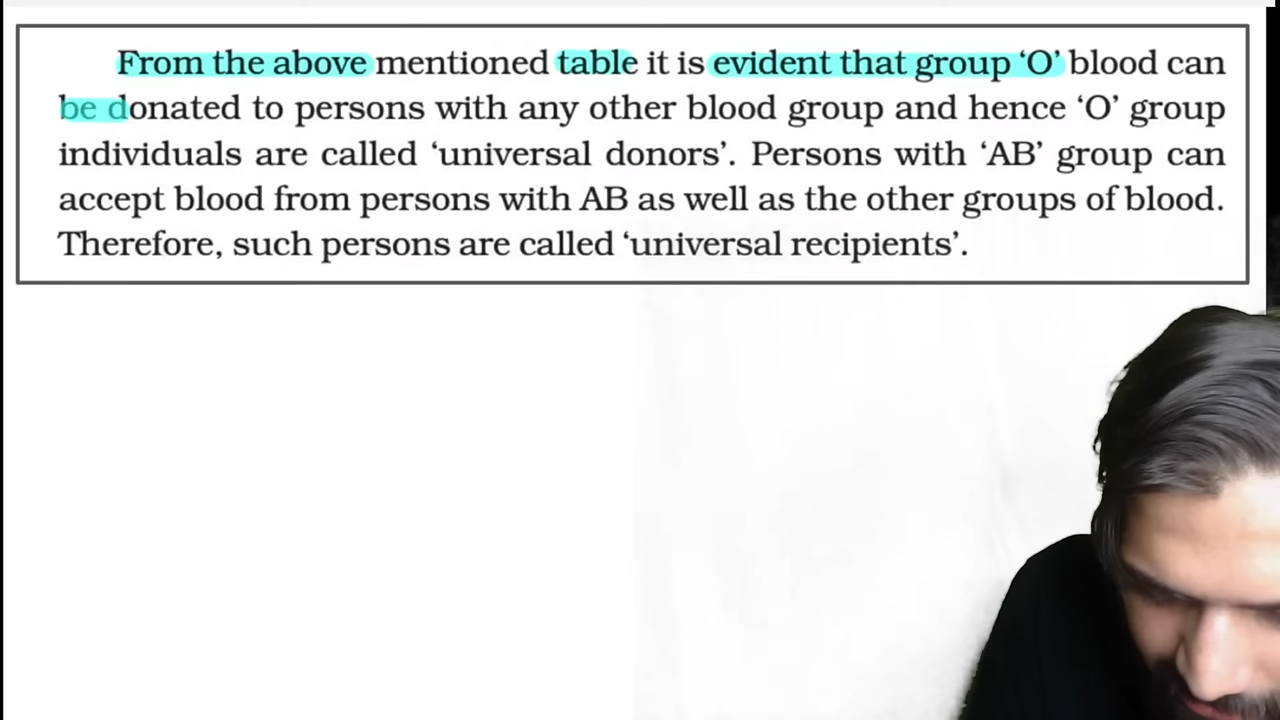 From the above mentioned table it is evident that group ‘O’ blood can
be donated to persons with any other blood group and hence ‘O’ group
individuals are called ‘universal donors’. Persons with ‘AB’ group can
accept blood from persons with AB as well as the other groups of blood.
Therefore, such persons are called ‘universal recipients’.